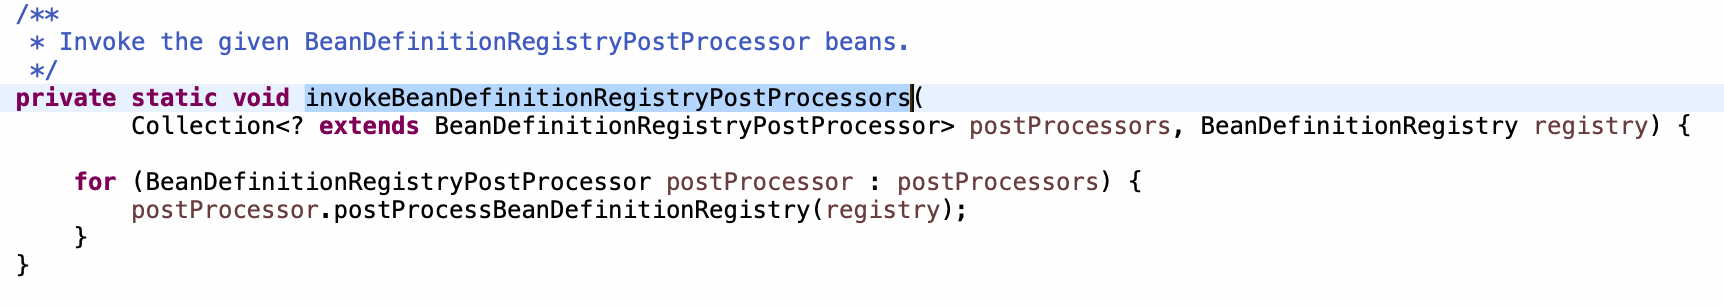 /**
 * Invoke the given BeanDefinitionRegistryPostProcessor beans.
 */
private static void invokeBeanDefinitionRegistryPostProcessors(
        Collection<? extends BeanDefinitionRegistryPostProcessor> postProcessors, BeanDefinitionRegistry registry) {

    for (BeanDefinitionRegistryPostProcessor postProcessor : postProcessors) {
        postProcessor.postProcessBeanDefinitionRegistry(registry);
    }
}